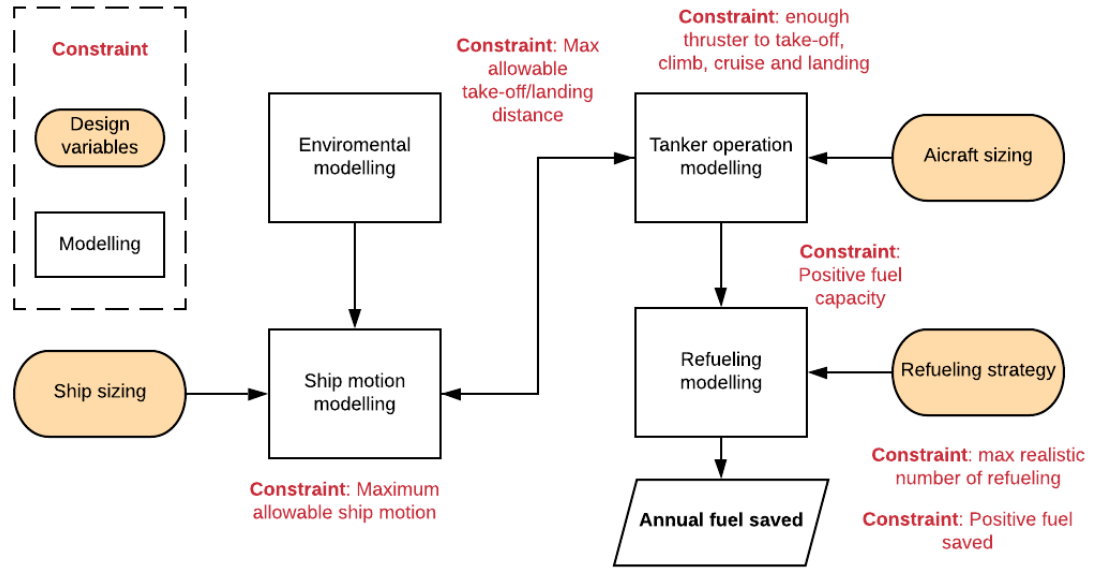 Constraint
Design
variables
Modelling
Enviromental
modelling
Constraint: Max
allowable
take-off/landing
distance
Constraint: enough
thruster to take-off,
climb, cruise and landing
Tanker operation
modelling
Aicraft sizing
Constraint:
Positive fuel
capacity
Ship sizing
Ship motion
modelling
Refueling
modelling
Refueling strategy
Constraint: Maximum
allowable ship motion
Constraint: max realistic
number of refueling
Annual fuel saved
Constraint: Positive fuel
saved